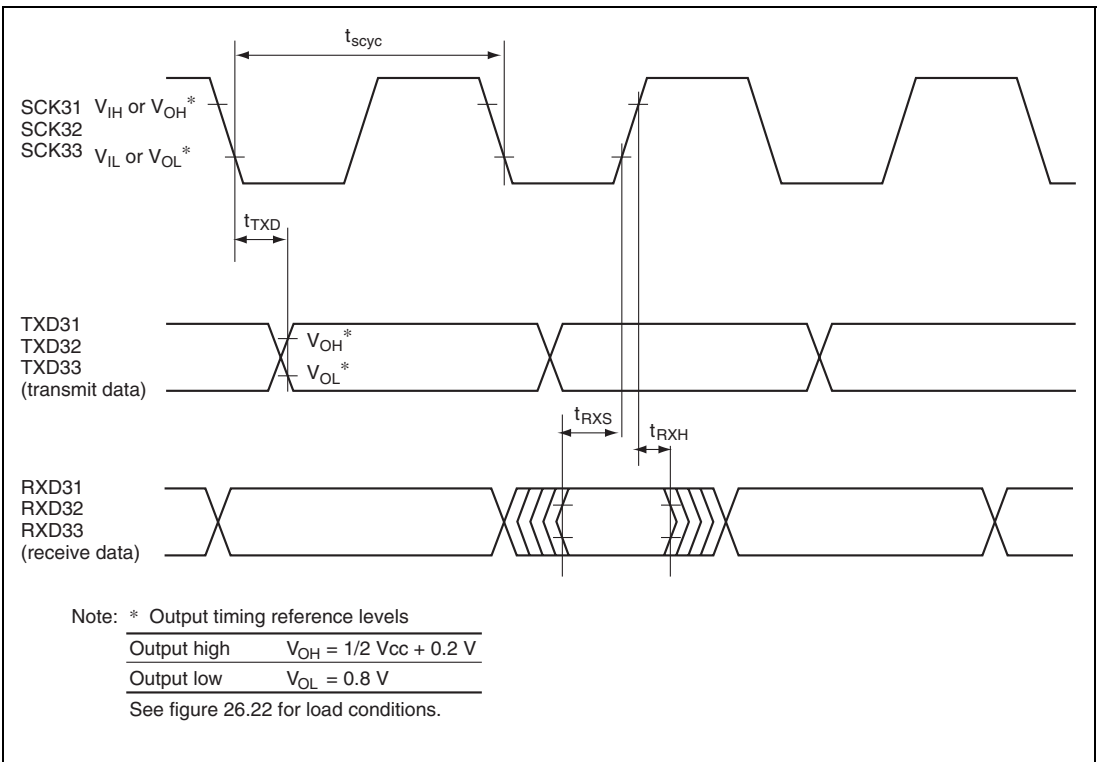 tscyc
SCK31 VIH or VOH*
SCK32
SCK33 VIL or VOL*
tTXD
TXD31
TXD32
TXD33
(transmit data)
VOH*
VOL*
tRXS
tRXH
RXD31
RXD32
RXD33
(receive data)
Note: * Output timing reference levels
Output high VOH = 1/2 Vcc + 0.2 V
Output low VOL = 0.8 V
See figure 26.22 for load conditions.